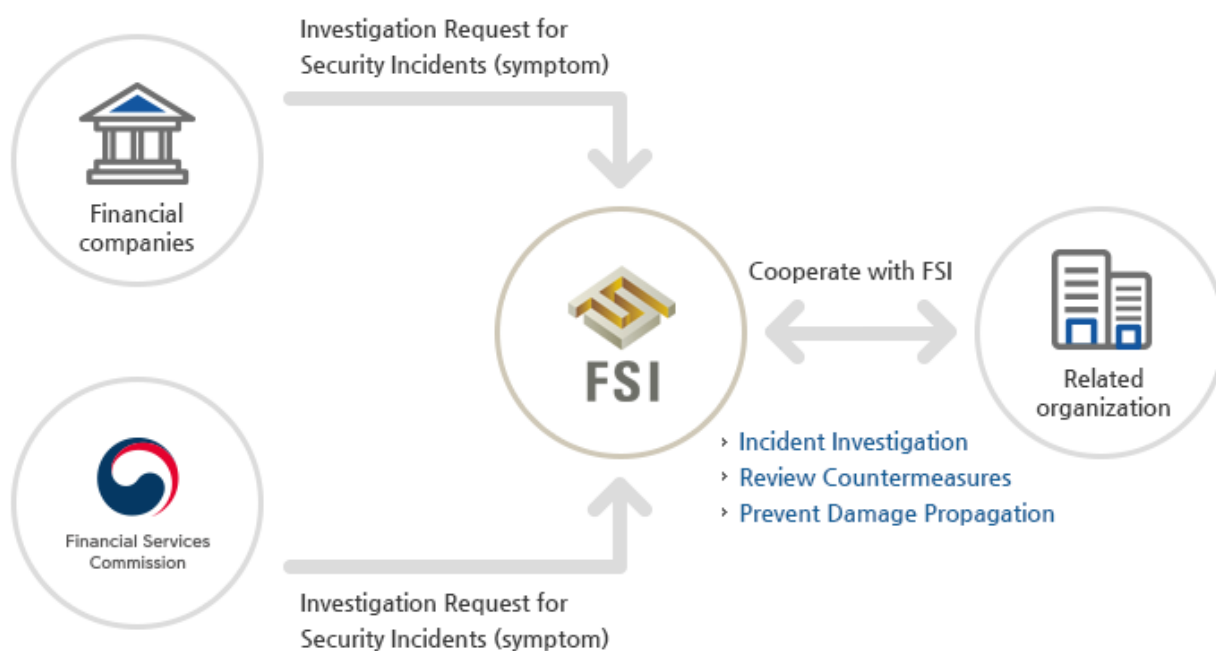 Investigation Request for
Security Incidents (symptom)
Financial
companies
FSI
Cooperate with FSI
Related
organization
› Incident Investigation
› Review Countermeasures
› Prevent Damage Propagation
Financial Services
Commission
Investigation Request for
Security Incidents (symptom)